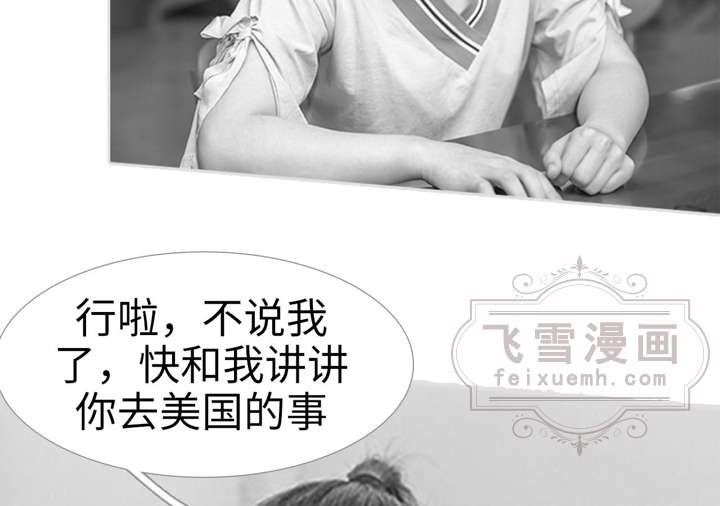 行啦，不说我
了，快和我讲讲
你去美国的事
飞雪漫画
feixuemh.com